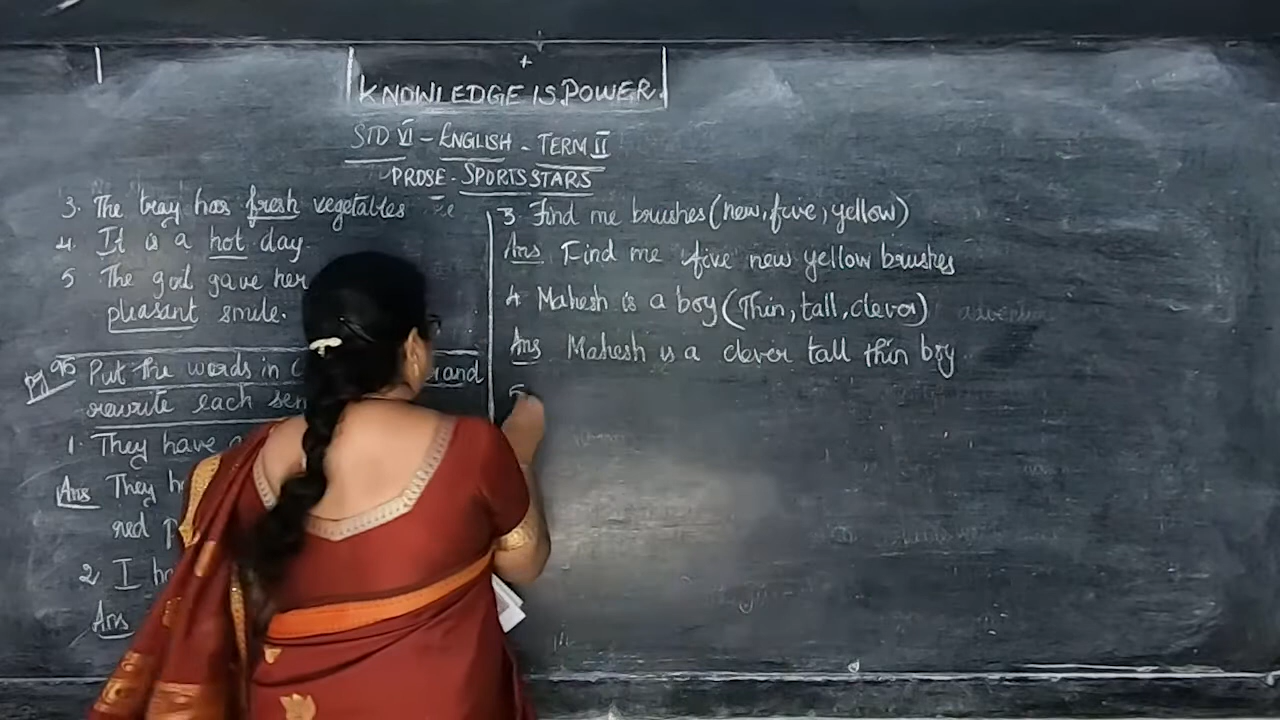 KNOWLEDGE IS POWER.
STD VI - ENGLISH - TERM II
PROSE - SPORTS STARS
3. The tray has fresh vegetables
4. It is a hot day.
5 The girl gave her
pleasant smile.
pg 96 Put the words in and
rewrite each
1. They have
Ans They
red
2 I
Ans
3. Find me brushes (new, five, yellow)
Ans Find me five new yellow brushes
4. Mahesh is a boy (Thin, tall, clever)
Ans Mahesh is a clever tall thin boy.
5